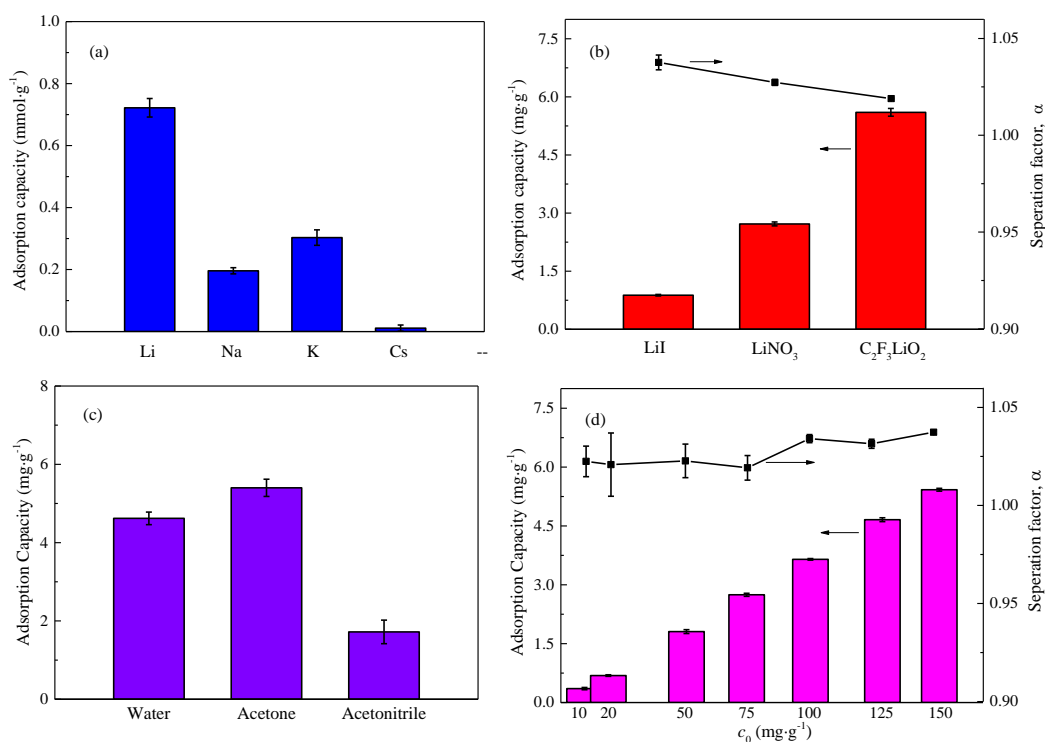 (a)
Adsorption capacity (mmol·g⁻¹)
1.0
0.8
0.6
0.4
0.2
0.0
Li Na K Cs --
(b)
Adsorption capacity (mg·g⁻¹)
7.5
6.0
4.5
3.0
1.5
0.0
1.05
1.00
0.95
0.90
Seperation factor, α
LiI LiNO₃ C₂F₃LiO₂
(c)
Adsorption Capacity (mg·g⁻¹)
8
6
4
2
0
Water Acetone Acetonitrile
(d)
Adsorption Capacity (mg·g⁻¹)
7.5
6.0
4.5
3.0
1.5
0.0
1.05
1.00
0.95
0.90
Seperation factor, α
10 20 50 75 100 125 150
c₀ (mg·g⁻¹)